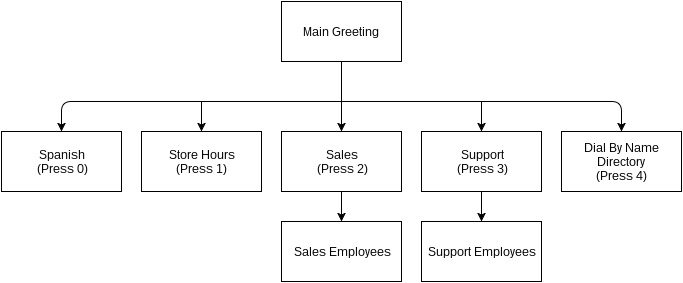 Main Greeting
Spanish
(Press 0)
Store Hours
(Press 1)
Sales
(Press 2)
Support
(Press 3)
Dial By Name
Directory
(Press 4)
Sales Employees
Support Employees